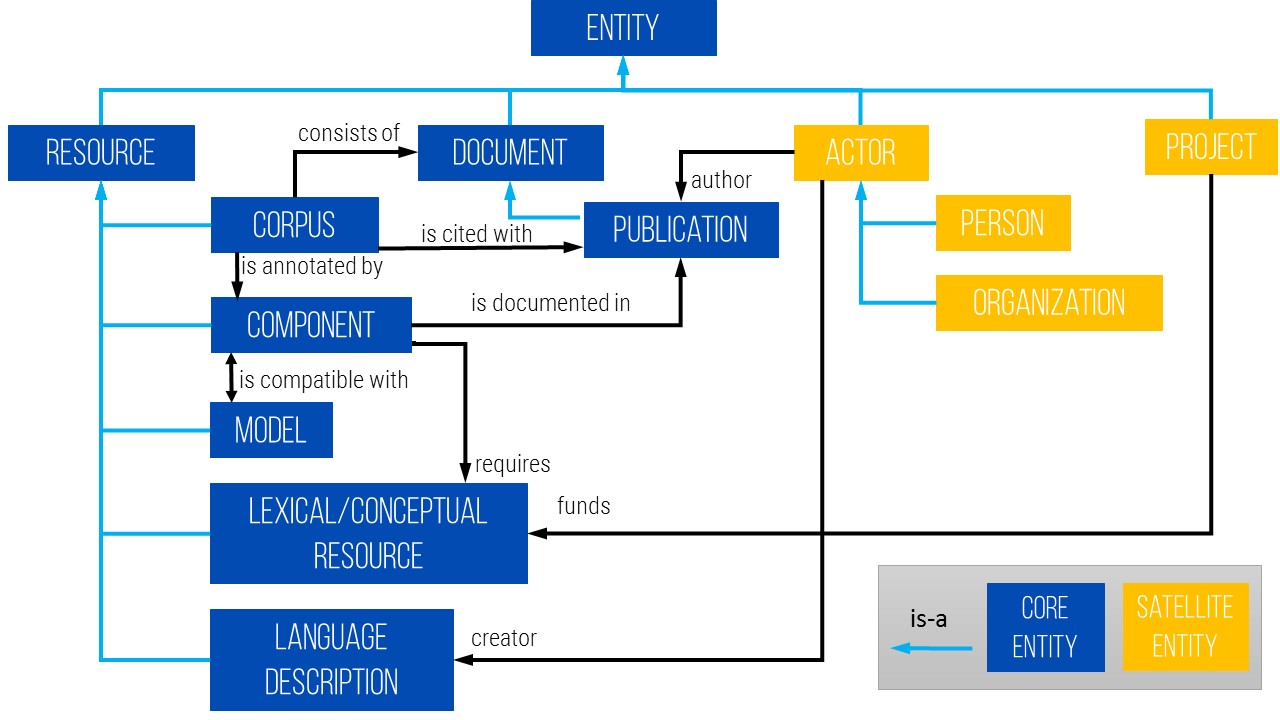 ENTITY
RESOURCE
consists of
DOCUMENT
ACTOR
PROJECT
author
CORPUS
is cited with
PUBLICATION
PERSON
is annotated by
COMPONENT
is documented in
ORGANIZATION
is compatible with
MODEL
requires
LEXICAL/CONCEPTUAL
RESOURCE
funds
LANGUAGE
DESCRIPTION
creator
is-a
CORE
ENTITY
SATELLITE
ENTITY